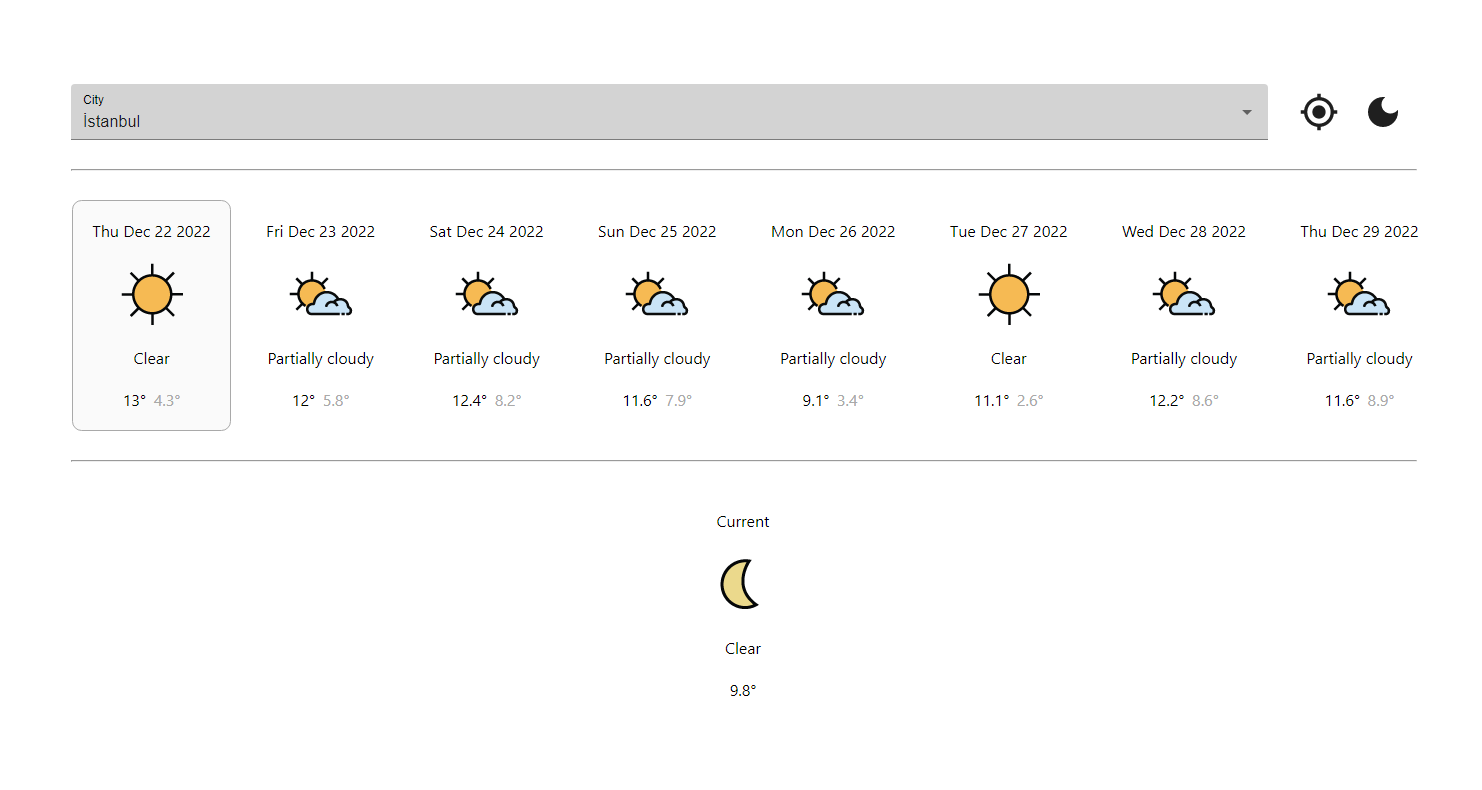 City
İstanbul
Thu Dec 22 2022 Fri Dec 23 2022 Sat Dec 24 2022 Sun Dec 25 2022 Mon Dec 26 2022 Tue Dec 27 2022 Wed Dec 28 2022 Thu Dec 29 2022
Clear Partially cloudy Partially cloudy Partially cloudy Partially cloudy Clear Partially cloudy Partially cloudy
13° 4.3° 12° 5.8° 12.4° 8.2° 11.6° 7.9° 9.1° 3.4° 11.1° 2.6° 12.2° 8.6° 11.6° 8.9°
Current
Clear
9.8°